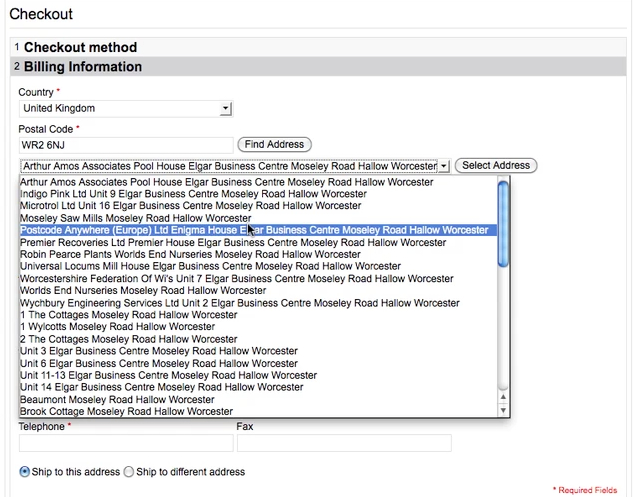 Checkout
1 Checkout method
2 Billing Information
Country *
United Kingdom
Postal Code *
WR2 6NJ Find Address
Arthur Amos Associates Pool House Elgar Business Centre Moseley Road Hallow Worcester Select Address
Arthur Amos Associates Pool House Elgar Business Centre Moseley Road Hallow Worcester
Indigo Pink Ltd Unit 9 Elgar Business Centre Moseley Road Hallow Worcester
Microtrol Ltd Unit 16 Elgar Business Centre Moseley Road Hallow Worcester
Moseley Saw Mills Moseley Road Hallow Worcester
Postcode Anywhere (Europe) Ltd Enigma House Elgar Business Centre Moseley Road Hallow Worcester
Premier Recoveries Ltd Premier House Elgar Business Centre Moseley Road Hallow Worcester
Robin Pearce Plants Worlds End Nurseries Moseley Road Hallow Worcester
Universal Locums Mill House Elgar Business Centre Moseley Road Hallow Worcester
Worcestershire Federation Of Wi's Unit 7 Elgar Business Centre Moseley Road Hallow Worcester
Worlds End Nurseries Moseley Road Hallow Worcester
Wychbury Engineering Services Ltd Unit 2 Elgar Business Centre Moseley Road Hallow Worcester
1 The Cottages Moseley Road Hallow Worcester
1 Wylcotts Moseley Road Hallow Worcester
2 The Cottages Moseley Road Hallow Worcester
Unit 3 Elgar Business Centre Moseley Road Hallow Worcester
Unit 6 Elgar Business Centre Moseley Road Hallow Worcester
Unit 11-13 Elgar Business Centre Moseley Road Hallow Worcester
Unit 14 Elgar Business Centre Moseley Road Hallow Worcester
Beaumont Moseley Road Hallow Worcester
Brook Cottage Moseley Road Hallow Worcester
Telephone * Fax
Ship to this address Ship to different address
* Required Fields